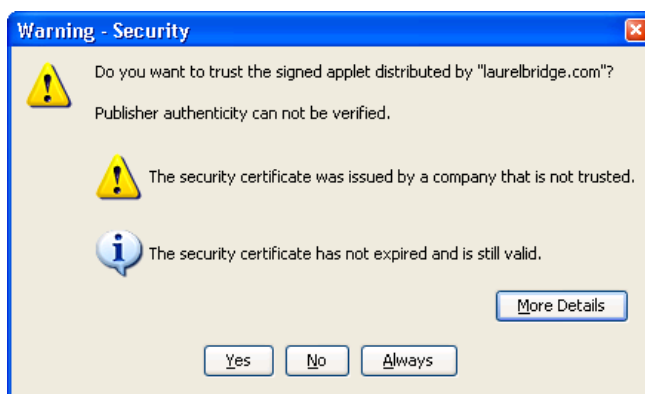 Warning - Security
Do you want to trust the signed applet distributed by "laurelbridge.com"?
Publisher authenticity can not be verified.
The security certificate was issued by a company that is not trusted.
The security certificate has not expired and is still valid.
More Details
Yes No Always